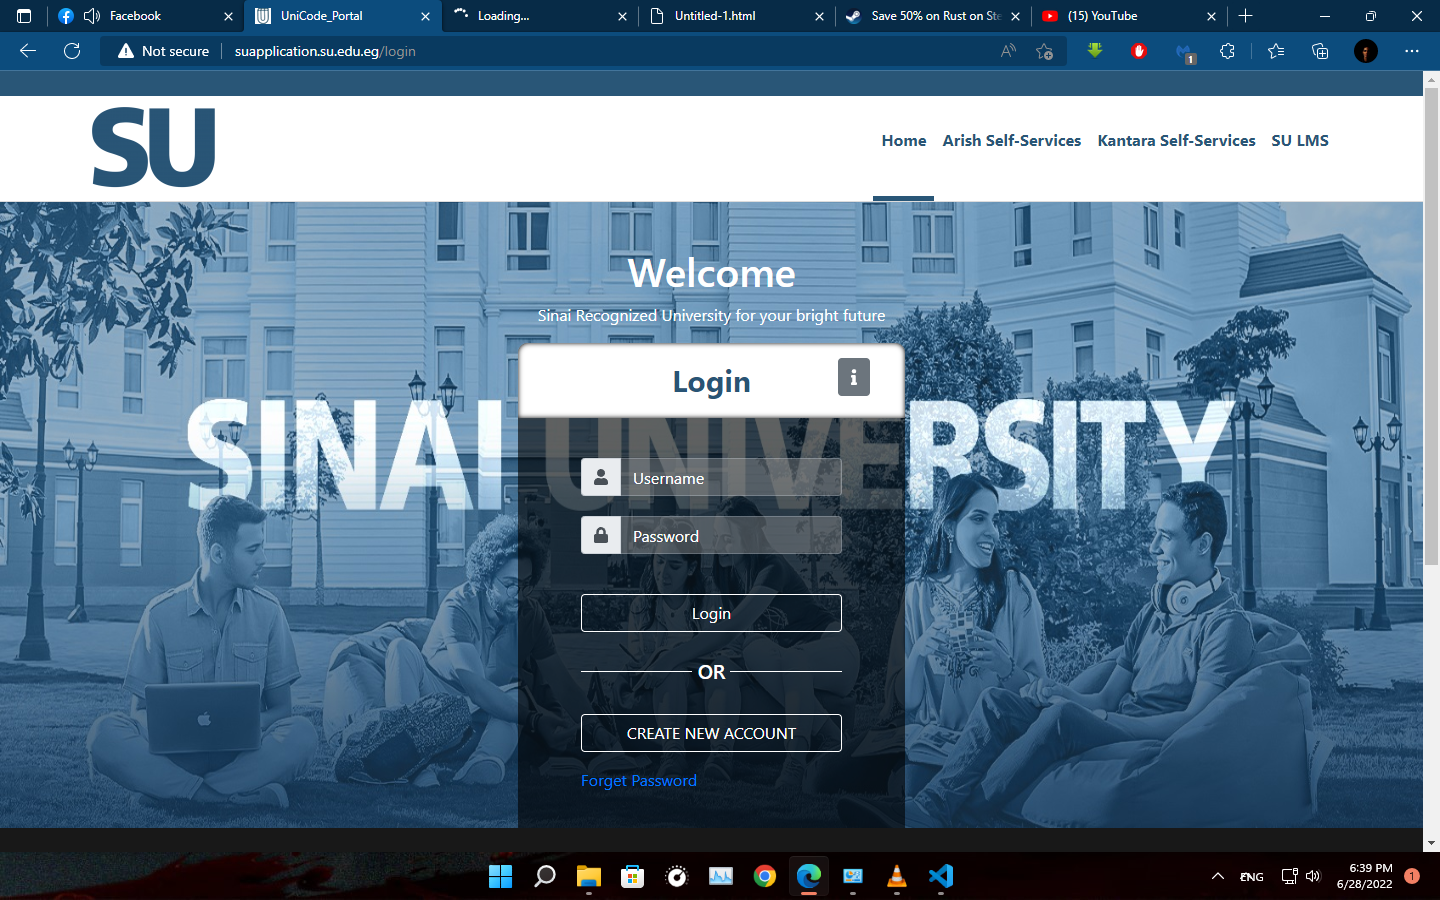 Facebook
UniCode_Portal
Loading...
Untitled-1.html
Save 50% on Rust on Ste
(15) YouTube
Not secure
suapplication.su.edu.eg/login
1
SU
Home
Arish Self-Services
Kantara Self-Services
SU LMS
Welcome
Sinai Recognized University for your bright future
Login
SINAI UNIVERSITY
Username
Password
Login
OR
CREATE NEW ACCOUNT
Forget Password
ENG
6:39 PM
6/28/2022
1